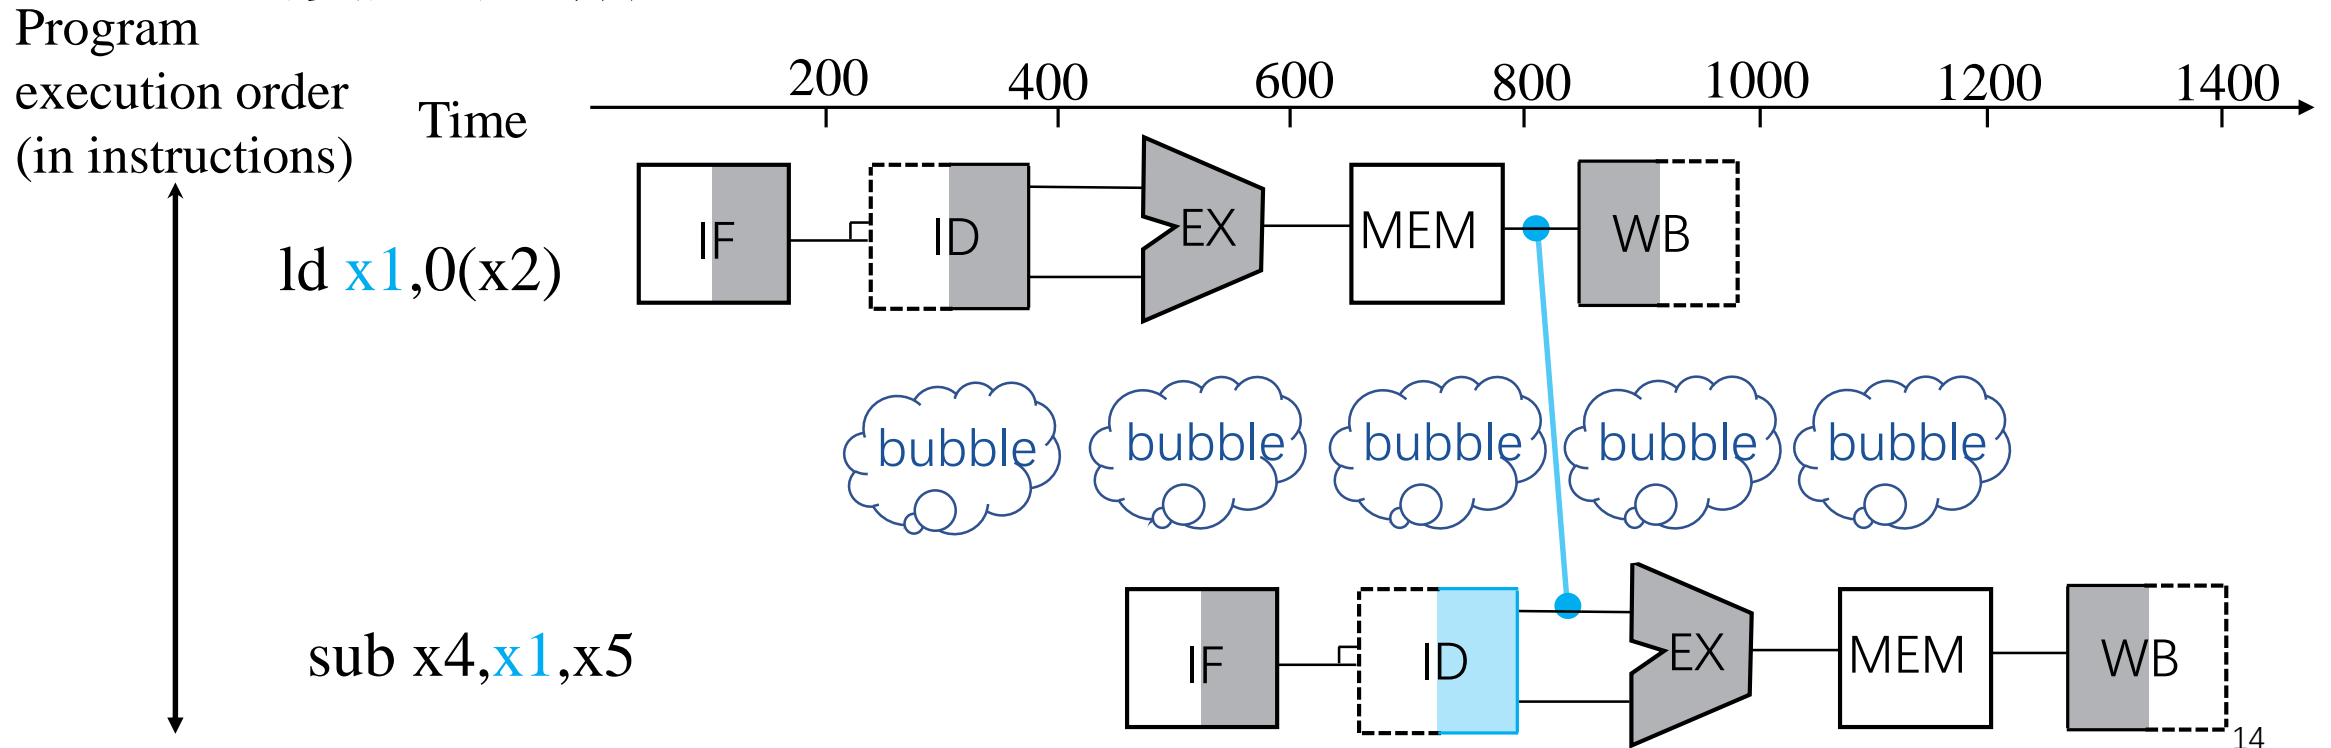 Program
execution order
(in instructions)
Time
200 400 600 800 1000 1200 1400
ld x1,0(x2)
IF ID EX MEM WB
bubble bubble bubble bubble bubble
sub x4,x1,x5
IF ID EX MEM WB
14